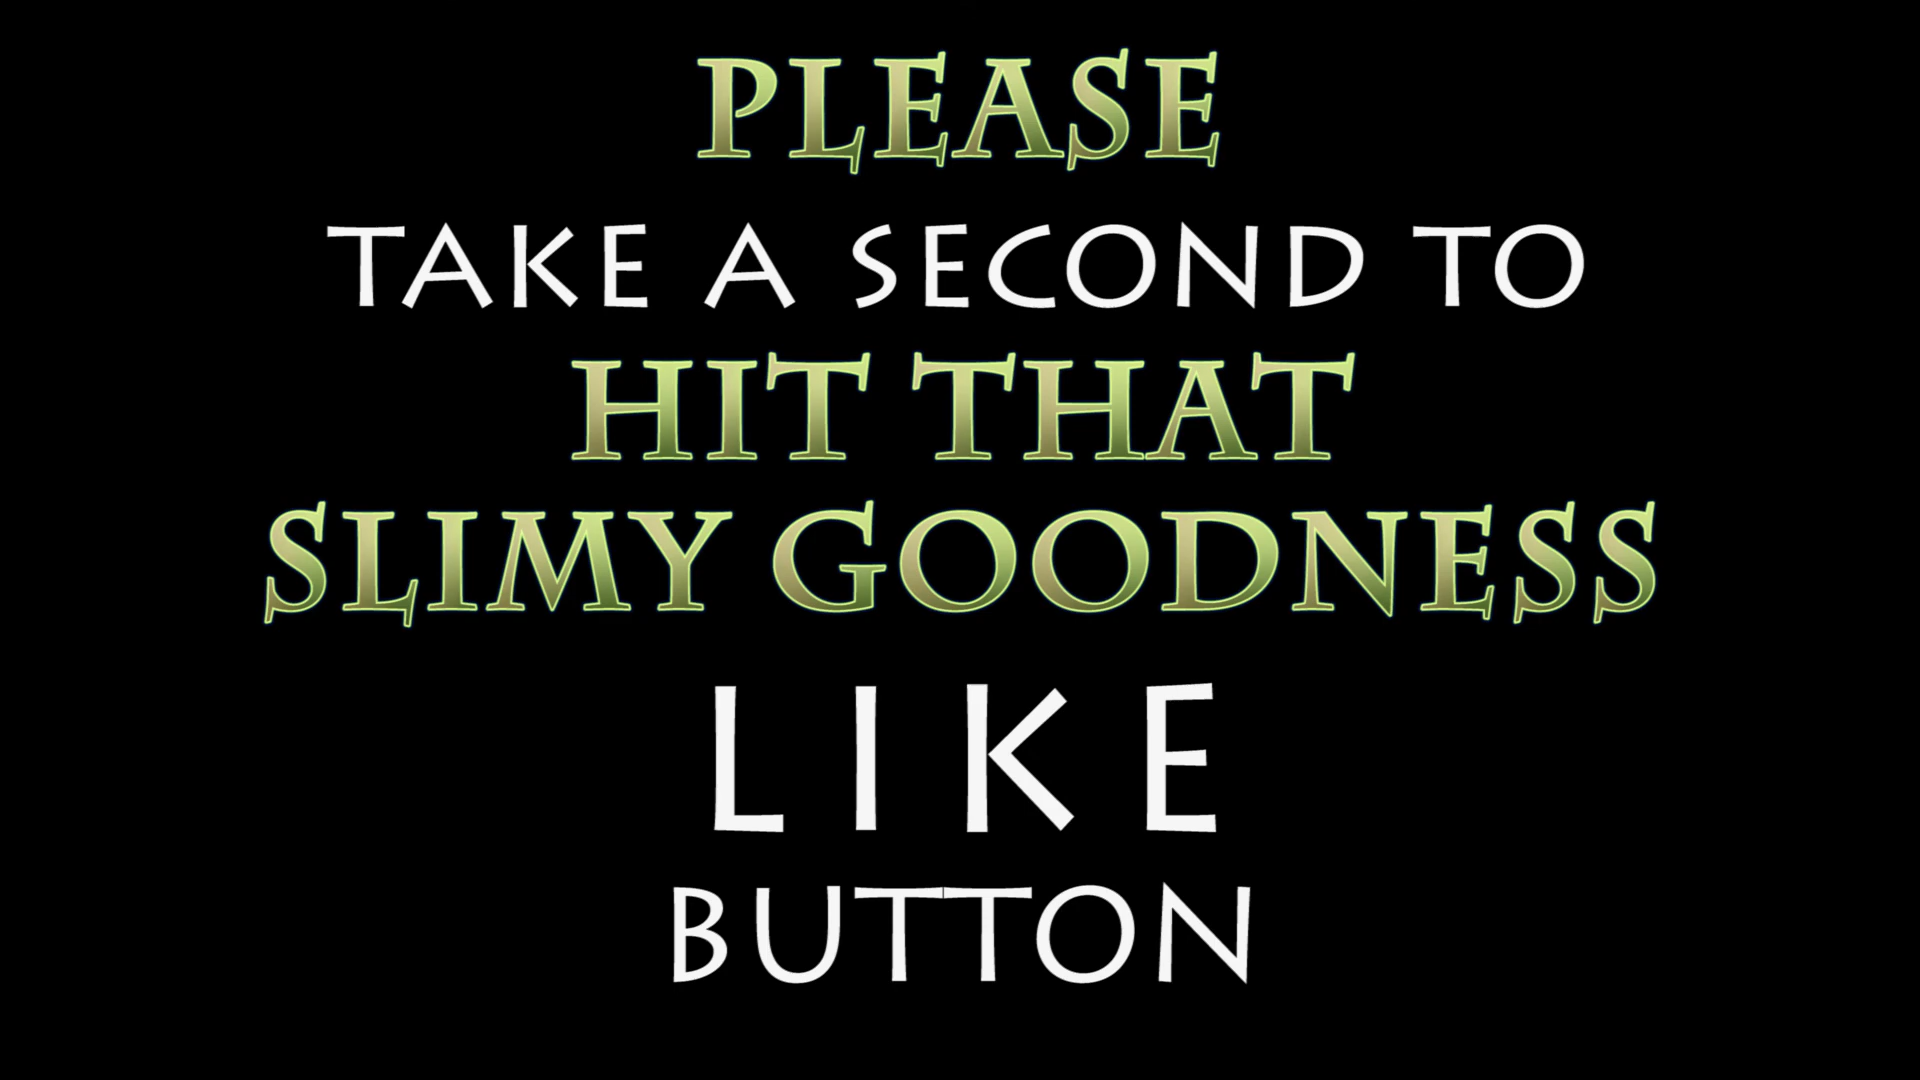 PLEASE
TAKE A SECOND TO
HIT THAT
SLIMY GOODNESS
LIKE
BUTTON